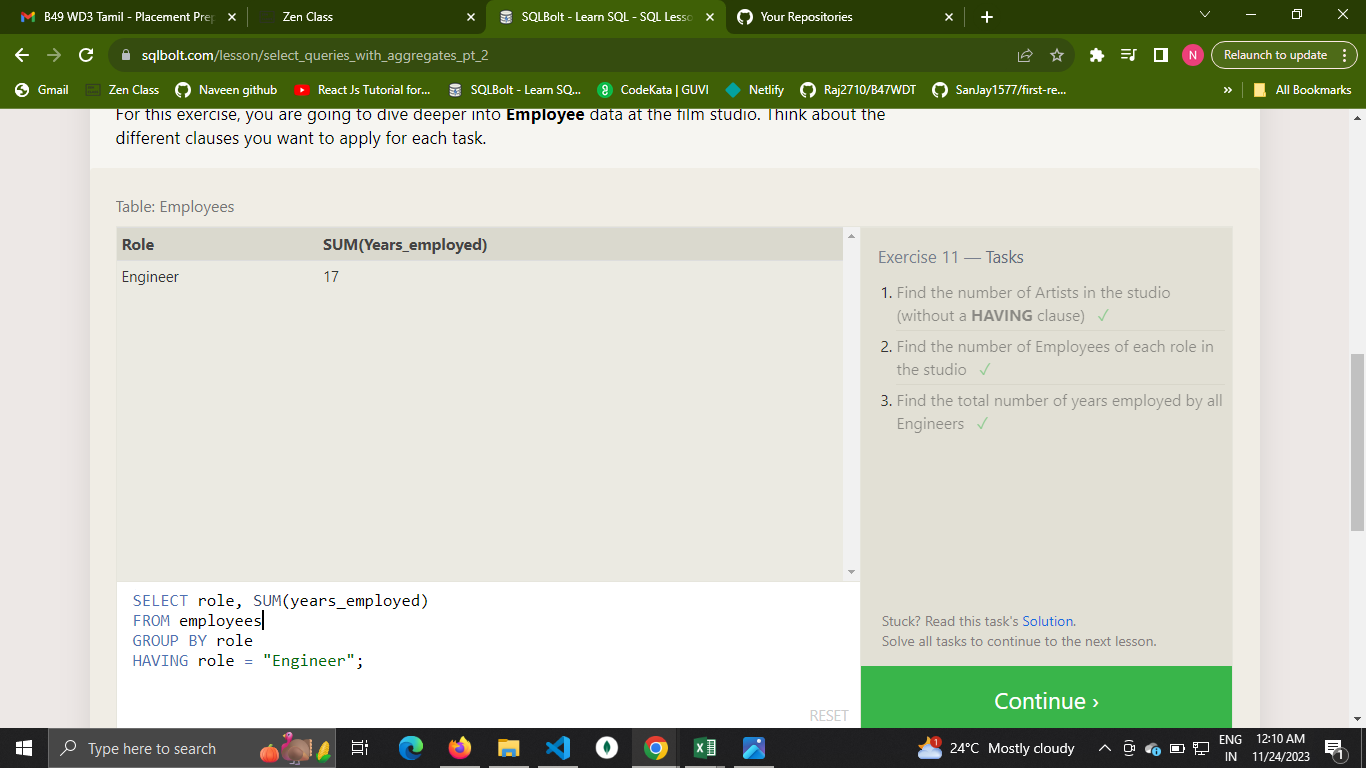 B49 WD3 Tamil - Placement Prep
Zen Class
SQLBolt - Learn SQL - SQL Lesso
Your Repositories
sqlbolt.com/lesson/select_queries_with_aggregates_pt_2
N
Relaunch to update
Gmail
Zen Class
Naveen github
React Js Tutorial for...
SQLBolt - Learn SQ...
CodeKata | GUVI
Netlify
Raj2710/B47WDT
SanJay1577/first-re...
»
All Bookmarks
For this exercise, you are going to dive deeper into Employee data at the film studio. Think about the
different clauses you want to apply for each task.
Table: Employees
Role SUM(Years_employed)
Engineer 17
Exercise 11 — Tasks
1. Find the number of Artists in the studio
(without a HAVING clause) ✓
2. Find the number of Employees of each role in
the studio ✓
3. Find the total number of years employed by all
Engineers ✓
SELECT role, SUM(years_employed)
FROM employees
GROUP BY role
HAVING role = "Engineer";
RESET
Stuck? Read this task's Solution.
Solve all tasks to continue to the next lesson.
Continue ›
Type here to search
1
24°C Mostly cloudy
ENG
IN
12:10 AM
11/24/2023
1